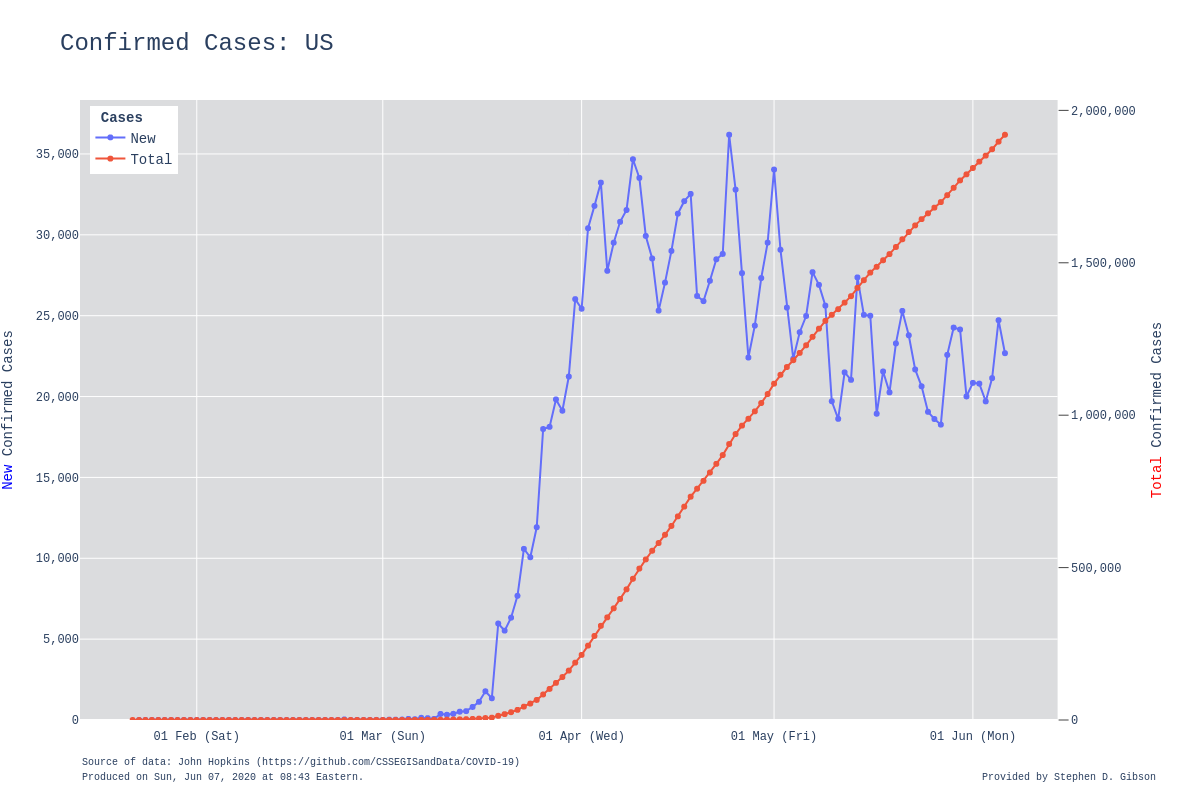 Confirmed Cases: US
Cases
New
Total
35,000
30,000
25,000
20,000
15,000
10,000
5,000
0
New Confirmed Cases
2,000,000
1,500,000
1,000,000
500,000
0
Total Confirmed Cases
01 Feb (Sat)
01 Mar (Sun)
01 Apr (Wed)
01 May (Fri)
01 Jun (Mon)
Source of data: John Hopkins (https://github.com/CSSEGISandData/COVID-19)
Produced on Sun, Jun 07, 2020 at 08:43 Eastern.
Provided by Stephen D. Gibson